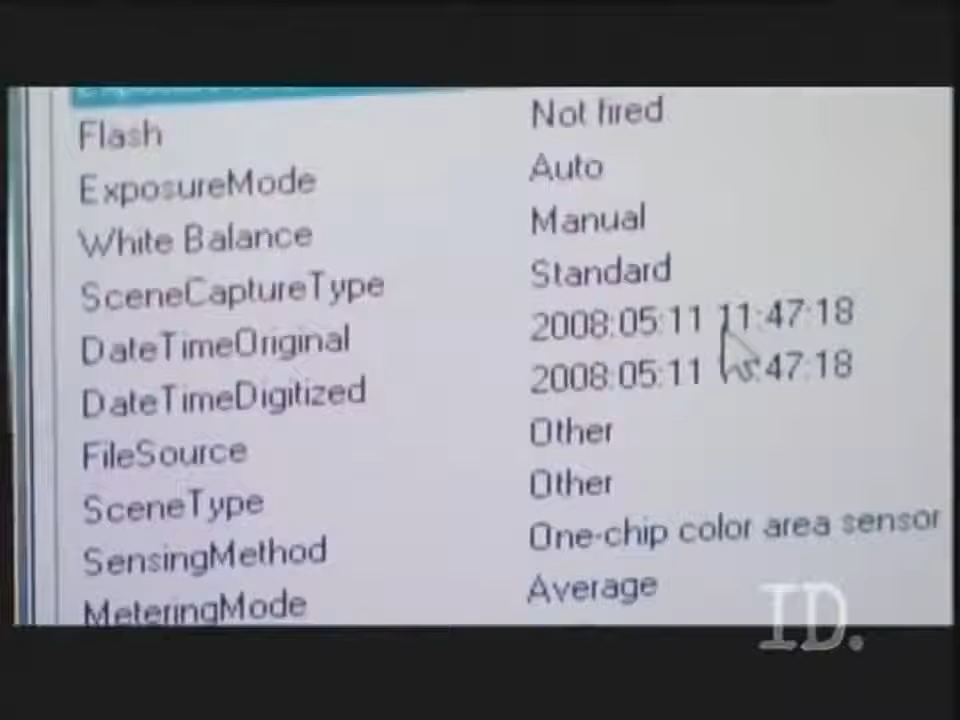 Flash Not fired
ExposureMode Auto
White Balance Manual
SceneCaptureType Standard
DateTimeOriginal 2008:05:11 11:47:18
DateTimeDigitized 2008:05:11 :47:18
FileSource Other
SceneType Other
SensingMethod One-chip color area sensor
MeteringMode Average
ID.